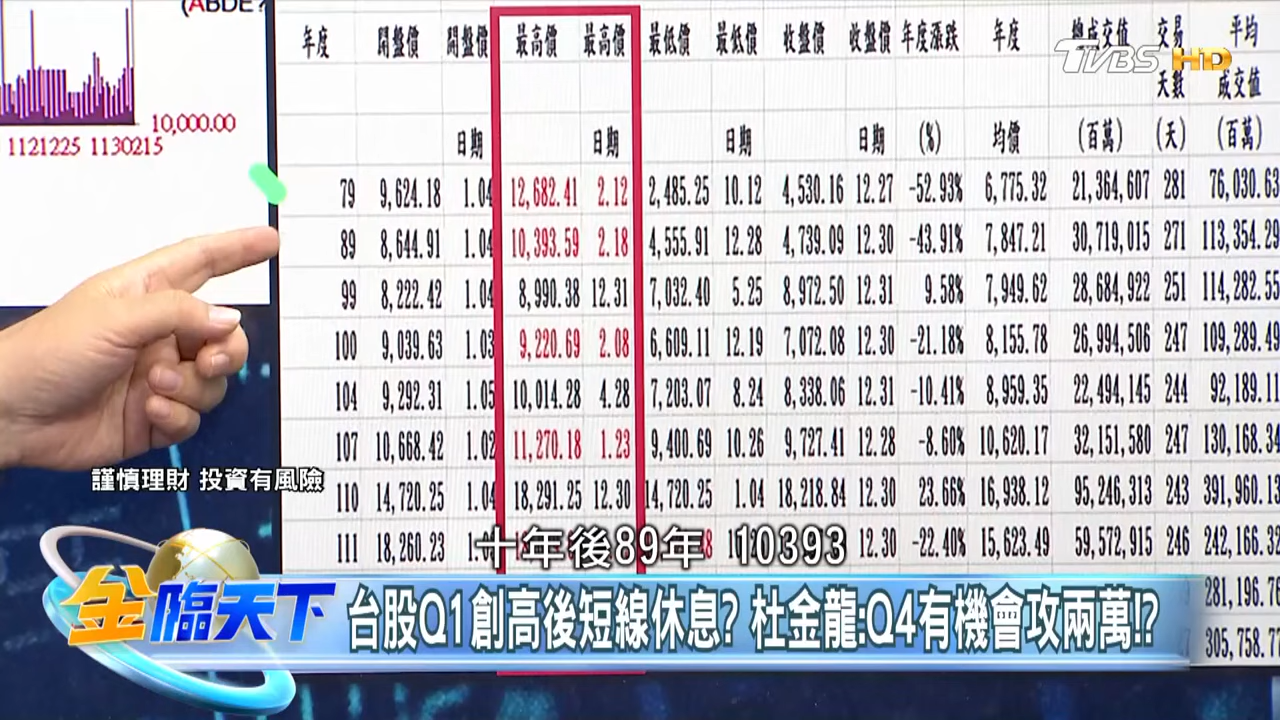 (ABDE?
10,000.00
1121225 1130215
TVBS HD
年度 開盤價 開盤價 最高價 最高價 最低價 最低價 收盤價 收盤價 年度漲跌 年度 總成交值 交易 平均
天數 成交值
日期 日期 日期 日期 (%) 均價 (百萬) (天) (百萬)
79 9,624.18 1.04 12,682.41 2.12 2,485.25 10.12 4,530.16 12.27 -52.93% 6,775.32 21,364,607 281 76,030.63
89 8,644.91 1.04 10,393.59 2.18 4,555.91 12.28 4,739.09 12.30 -43.91% 7,847.21 30,719,015 271 113,354.29
99 8,222.42 1.04 8,990.38 12.31 7,032.40 5.25 8,972.50 12.31 9.58% 7,949.62 28,684,922 251 114,282.55
100 9,039.63 1.03 9,220.69 2.08 6,609.11 12.19 7,072.08 12.30 -21.18% 8,155.78 26,994,506 247 109,289.49
104 9,292.31 1.05 10,014.28 4.28 7,203.07 8.24 8,338.06 12.31 -10.41% 8,959.35 22,494,145 244 92,189.11
107 10,668.42 1.02 11,270.18 1.23 9,400.69 10.26 9,727.41 12.28 -8.60% 10,620.17 32,151,580 247 130,168.34
110 14,720.25 1.04 18,291.25 12.30 14,720.25 1.04 18,218.84 12.30 23.66% 16,938.12 95,246,313 243 391,960.13
111 18,260.23 12.30 -22.40% 15,623.49 59,572,915 246 242,166.32
281,196.76
305,758.77
謹慎理財 投資有風險
十年後89年 10393
金臨天下
台股Q1創高後短線休息? 杜金龍:Q4有機會攻兩萬!?